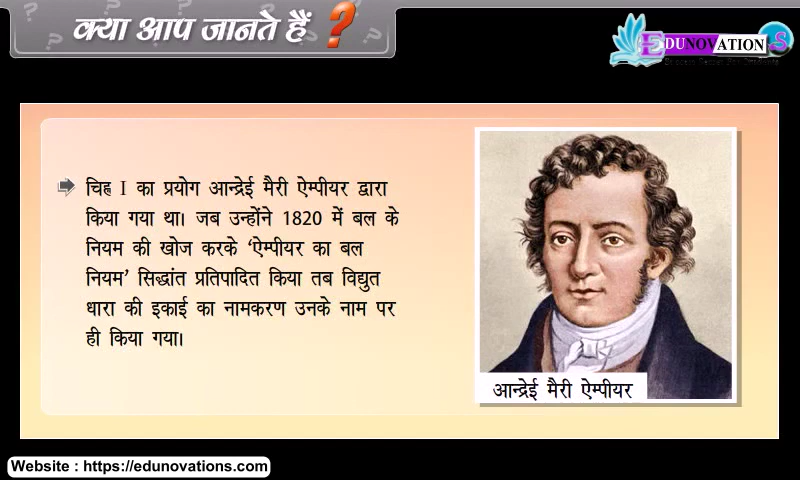 क्या आप जानते हैं ?
EDUNOVATIONS
चिह्न I का प्रयोग आन्द्रेई मैरी ऐम्पीयर द्वारा
किया गया था। जब उन्होंने 1820 में बल के
नियम की खोज करके ‘ऐम्पीयर का बल
नियम’ सिद्धांत प्रतिपादित किया तब विद्युत
धारा की इकाई का नामकरण उनके नाम पर
ही किया गया।
आन्द्रेई मैरी ऐम्पीयर
Website : https://edunovations.com